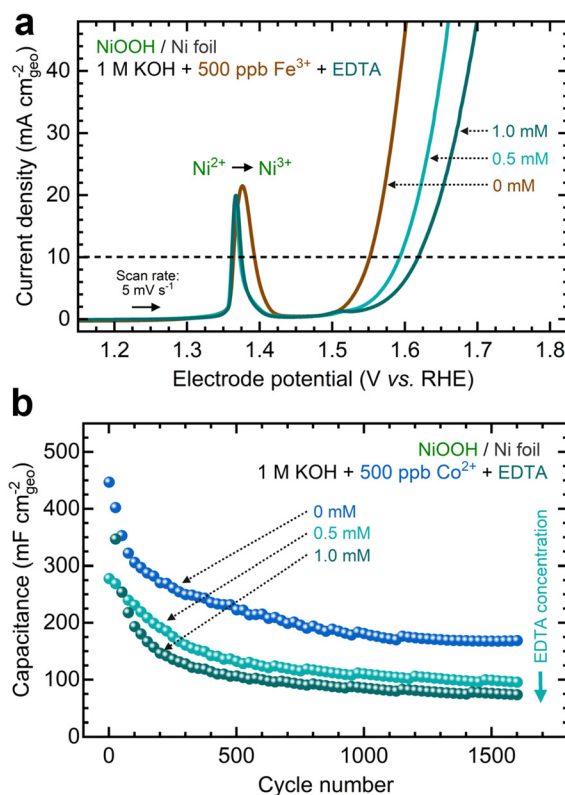 a
NiOOH / Ni foil
1 M KOH + 500 ppb Fe³⁺ + EDTA
Ni²⁺ → Ni³⁺
1.0 mM
0.5 mM
0 mM
Scan rate:
5 mV s⁻¹
Current density (mA cm⁻²geo)
40
30
20
10
0
1.2 1.3 1.4 1.5 1.6 1.7 1.8
Electrode potential (V vs. RHE)
b
NiOOH / Ni foil
1 M KOH + 500 ppb Co²⁺ + EDTA
0 mM
0.5 mM
1.0 mM
EDTA concentration
Capacitance (mF cm⁻²geo)
500
400
300
200
100
0
0 500 1000 1500
Cycle number